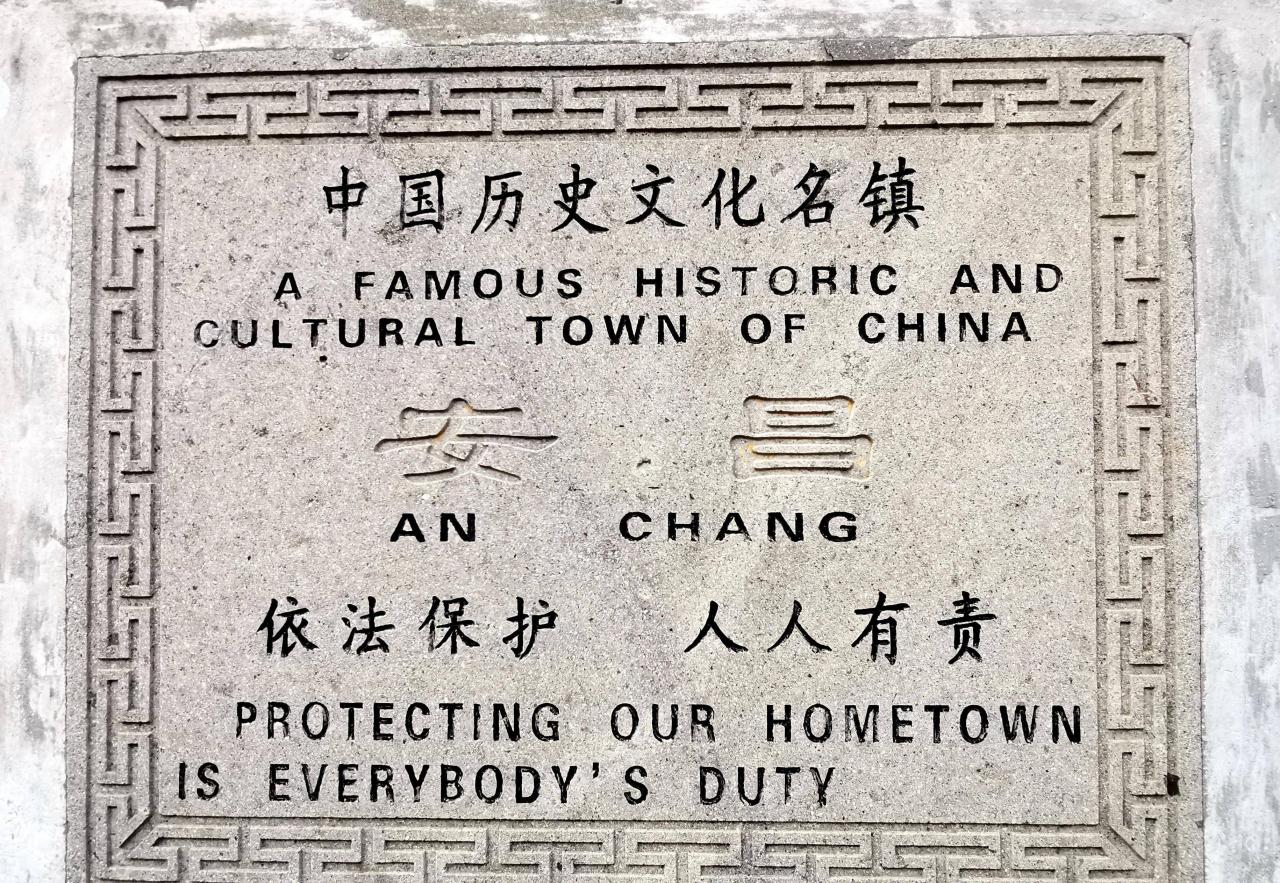 中国历史文化名镇
A FAMOUS HISTORIC AND
CULTURAL TOWN OF CHINA
安昌
AN CHANG
依法保护 人人有责
PROTECTING OUR HOMETOWN
IS EVERYBODY'S DUTY